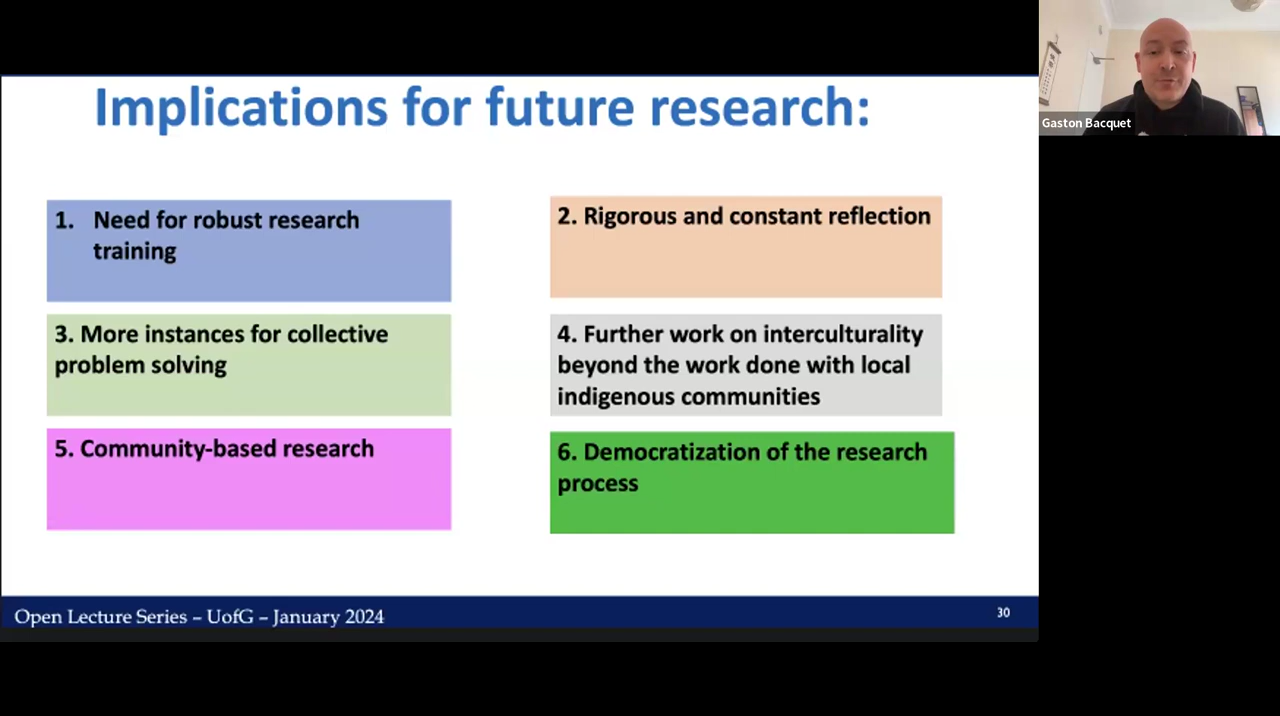 Implications for future research:
1. Need for robust research
training
2. Rigorous and constant reflection
3. More instances for collective
problem solving
4. Further work on interculturality
beyond the work done with local
indigenous communities
5. Community-based research
6. Democratization of the research
process
Open Lecture Series – UofG – January 2024
30
Gaston Bacquet